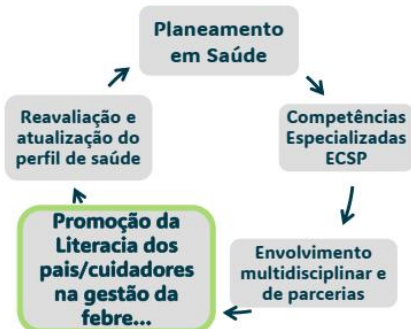 Planeamento
em Saúde
Competências
Especializadas
ECSP
Envolvimento
multidisciplinar e
de parcerias
Promoção da
Literacia dos
pais/cuidadores
na gestão da
febre...
Reavaliação e
atualização do
perfil de saúde